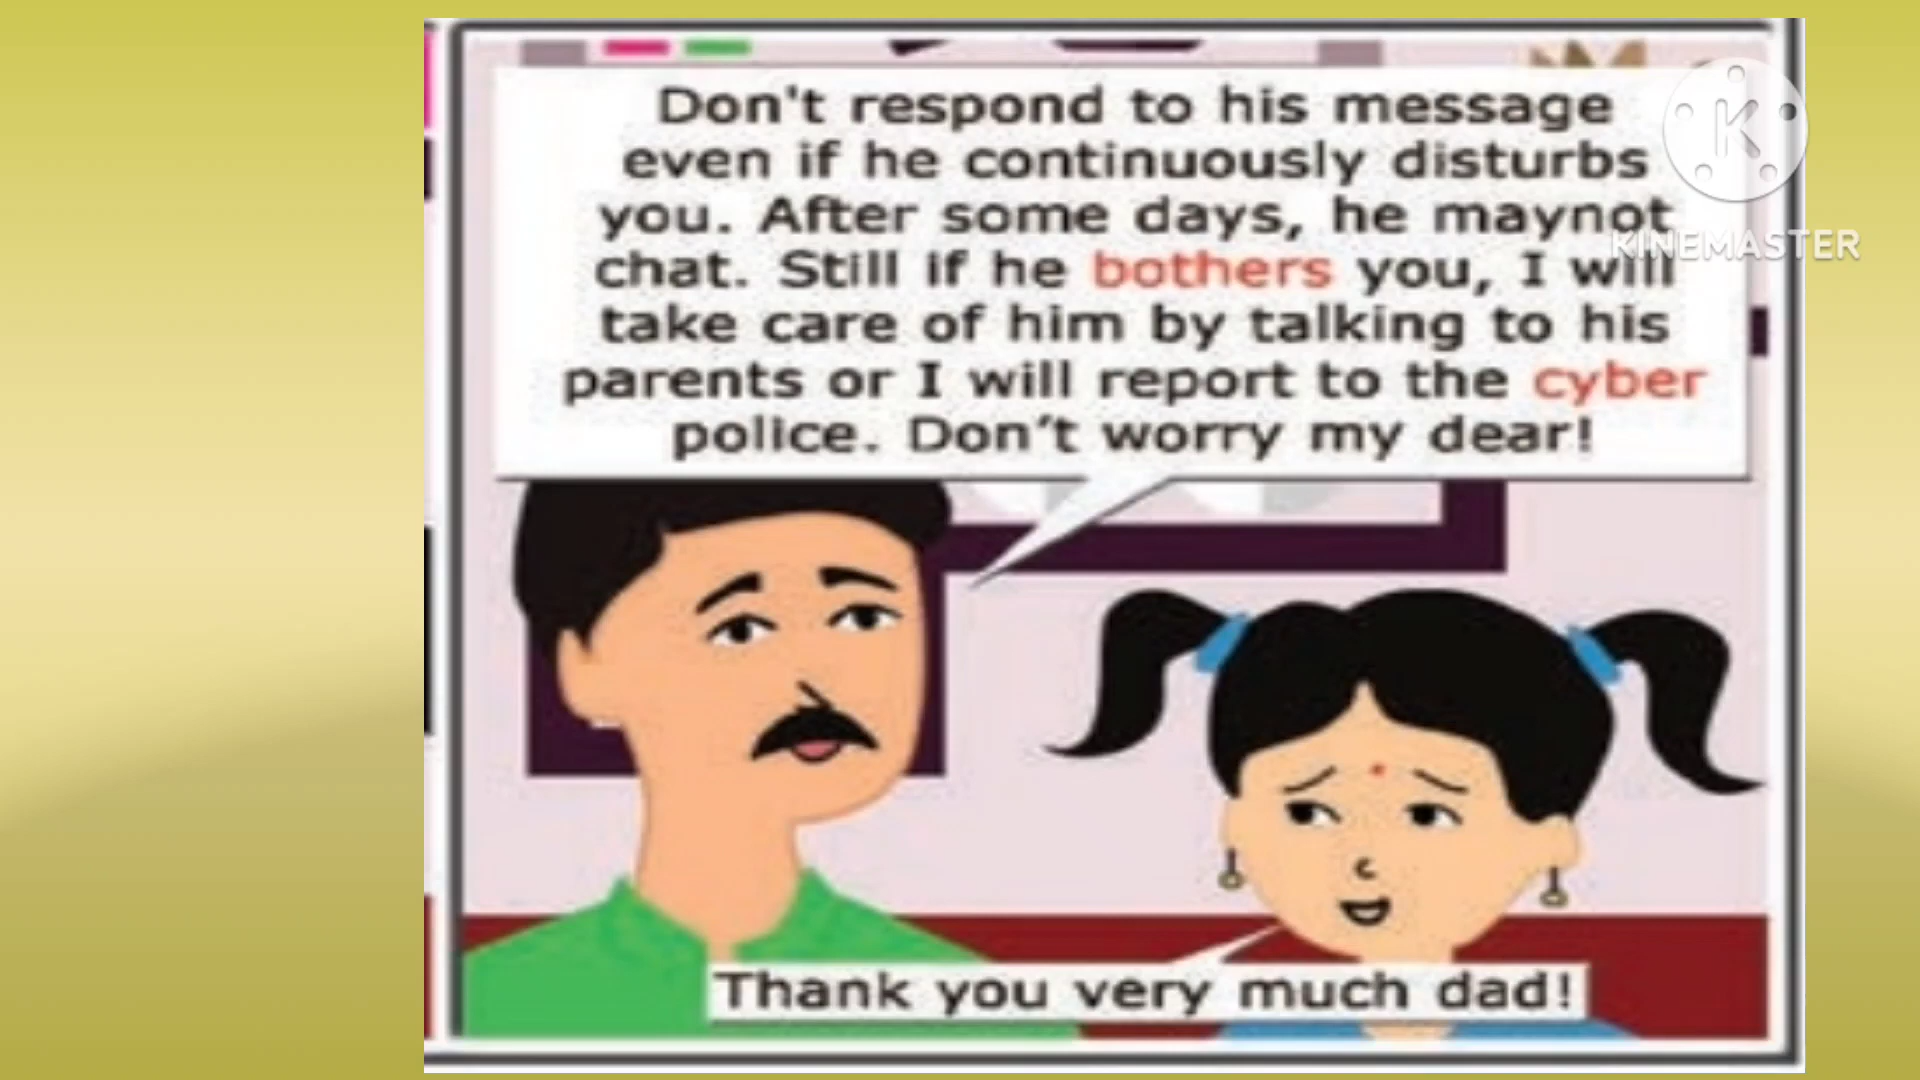 Don't respond to his message
even if he continuously disturbs
you. After some days, he maynot
chat. Still if he bothers you, I will
take care of him by talking to his
parents or I will report to the cyber
police. Don't worry my dear!
Thank you very much dad!
K
KINEMASTER